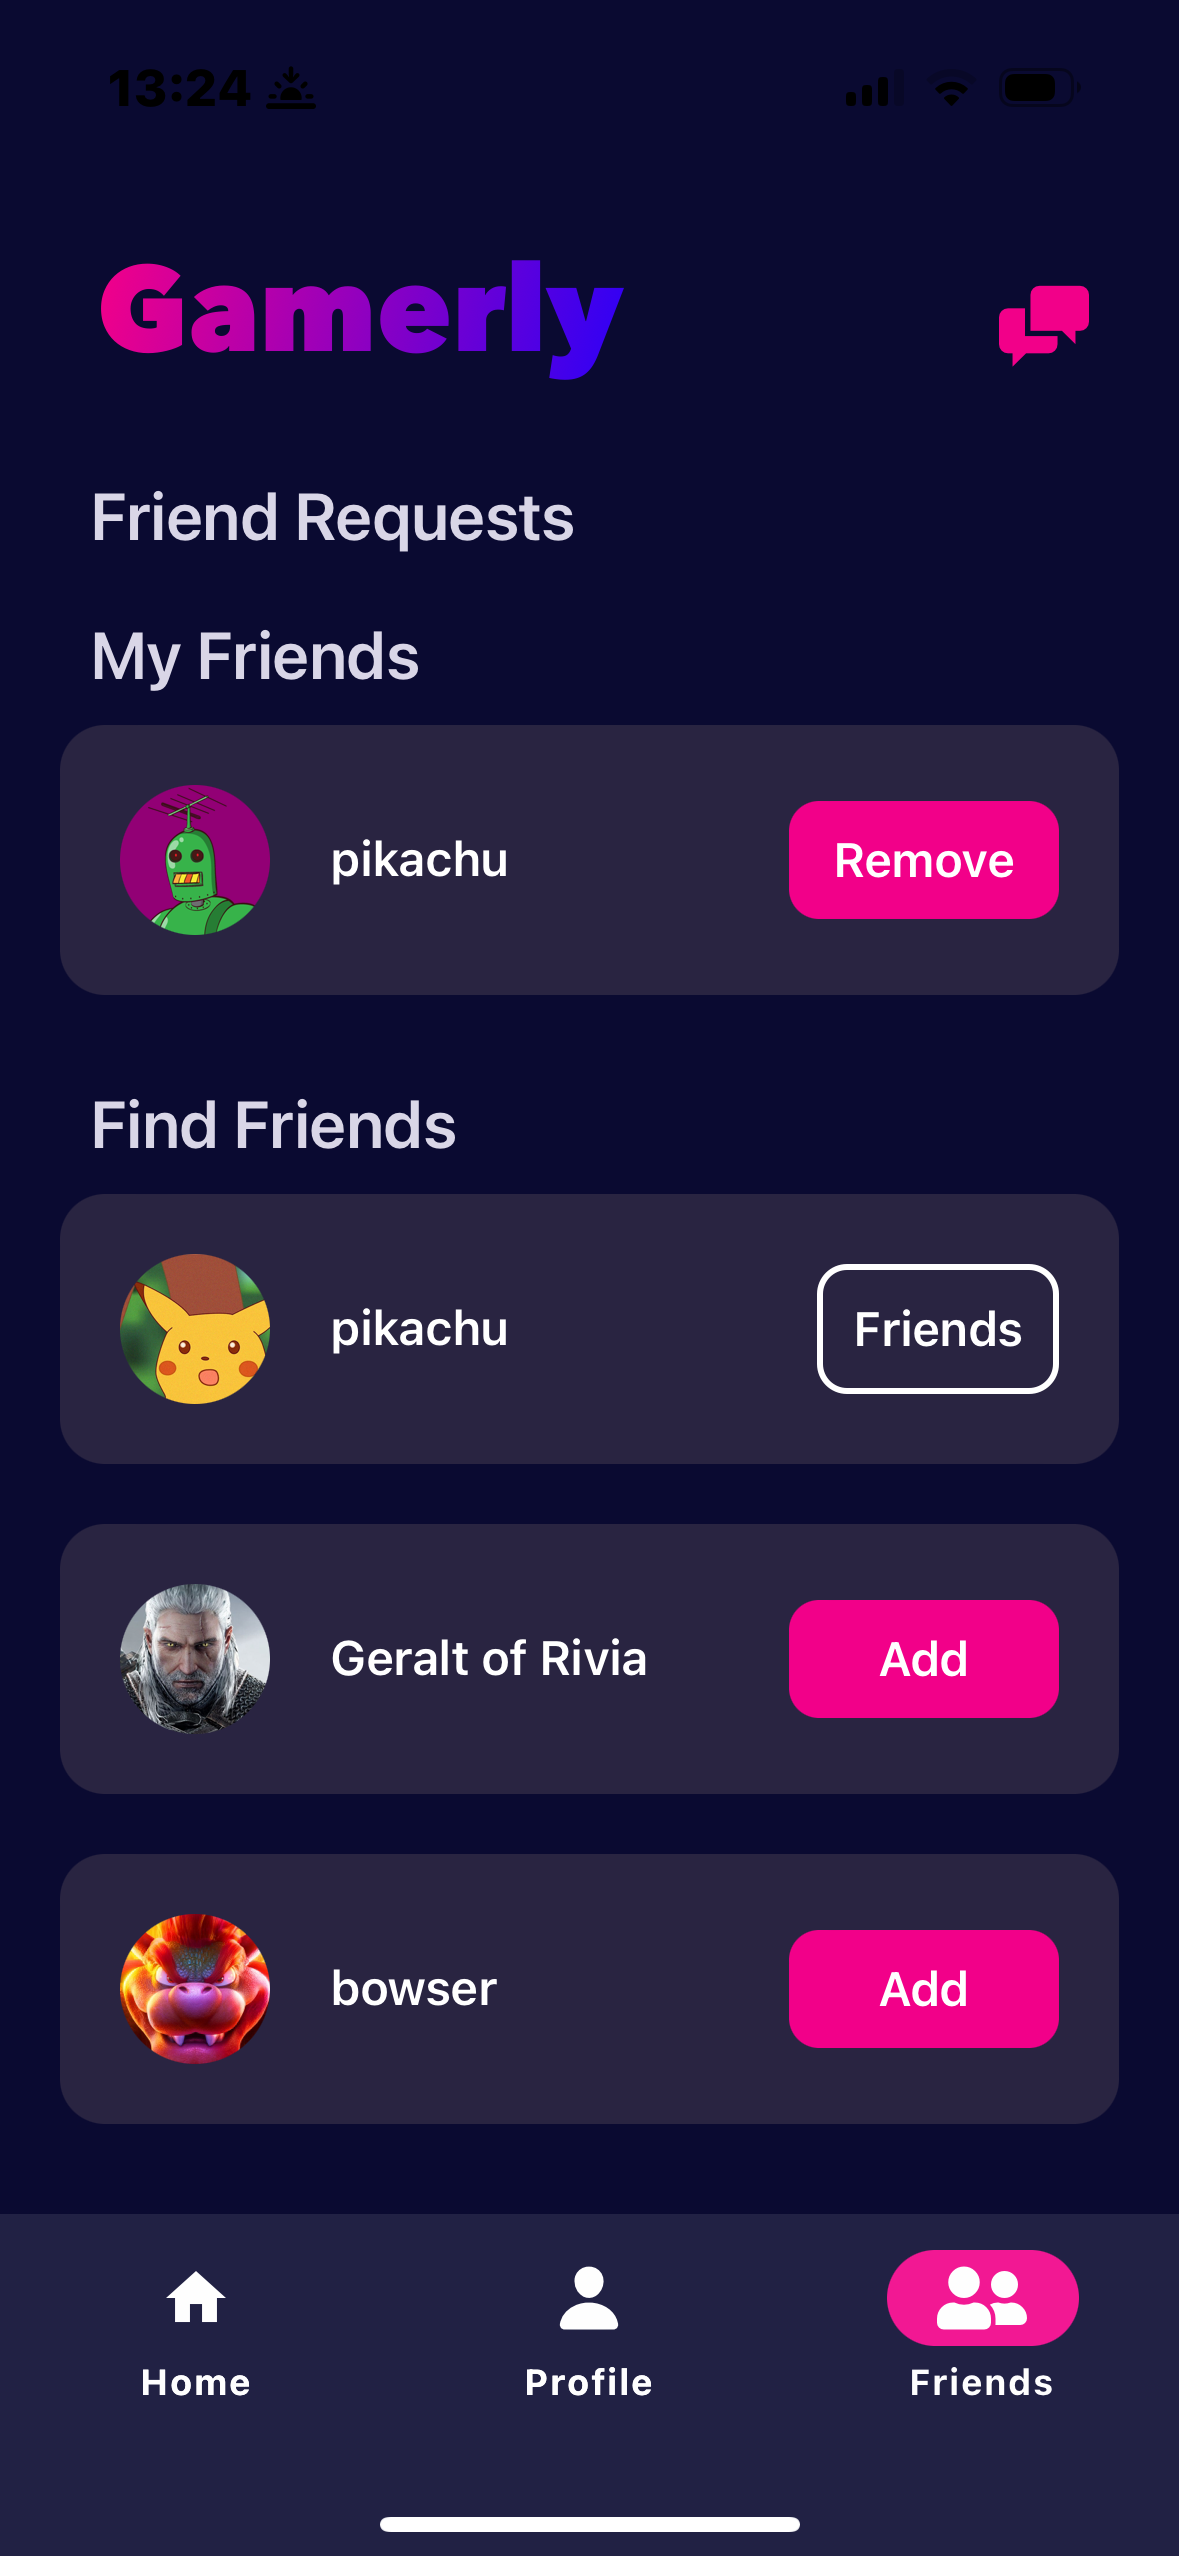 13:24
Gamerly
Friend Requests
My Friends
pikachu
Remove
Find Friends
pikachu
Friends
Geralt of Rivia
Add
bowser
Add
Home
Profile
Friends